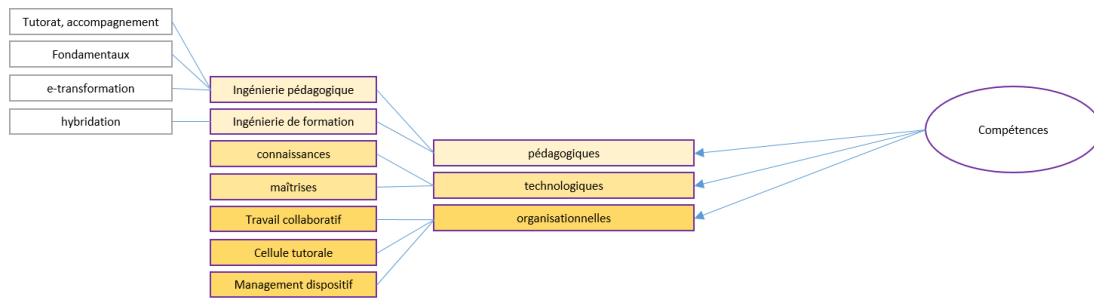 Tutorat, accompagnement
Fondamentaux
e-transformation
hybridation
Ingénierie pédagogique
Ingénierie de formation
connaissances
maîtrises
Travail collaboratif
Cellule tutorale
Management dispositif
pédagogiques
technologiques
organisationnelles
Compétences